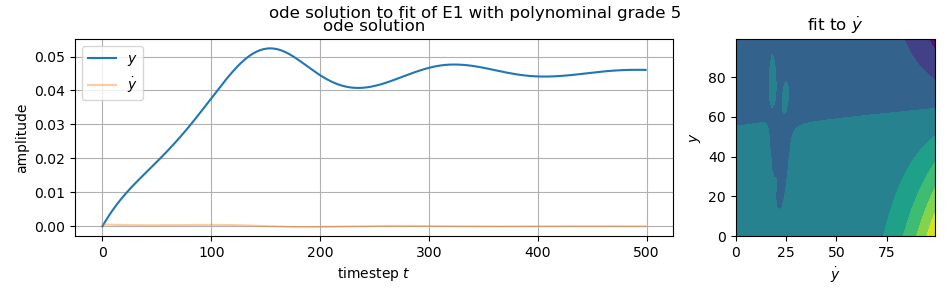 ode solution to fit of E1 with polynominal grade 5
ode solution
fit to ẏ
0.05
0.04
0.03
0.02
0.01
0.00
amplitude
y
ẏ
0 100 200 300 400 500
timestep t
80
60
40
20
0
y
0 25 50 75
ẏ